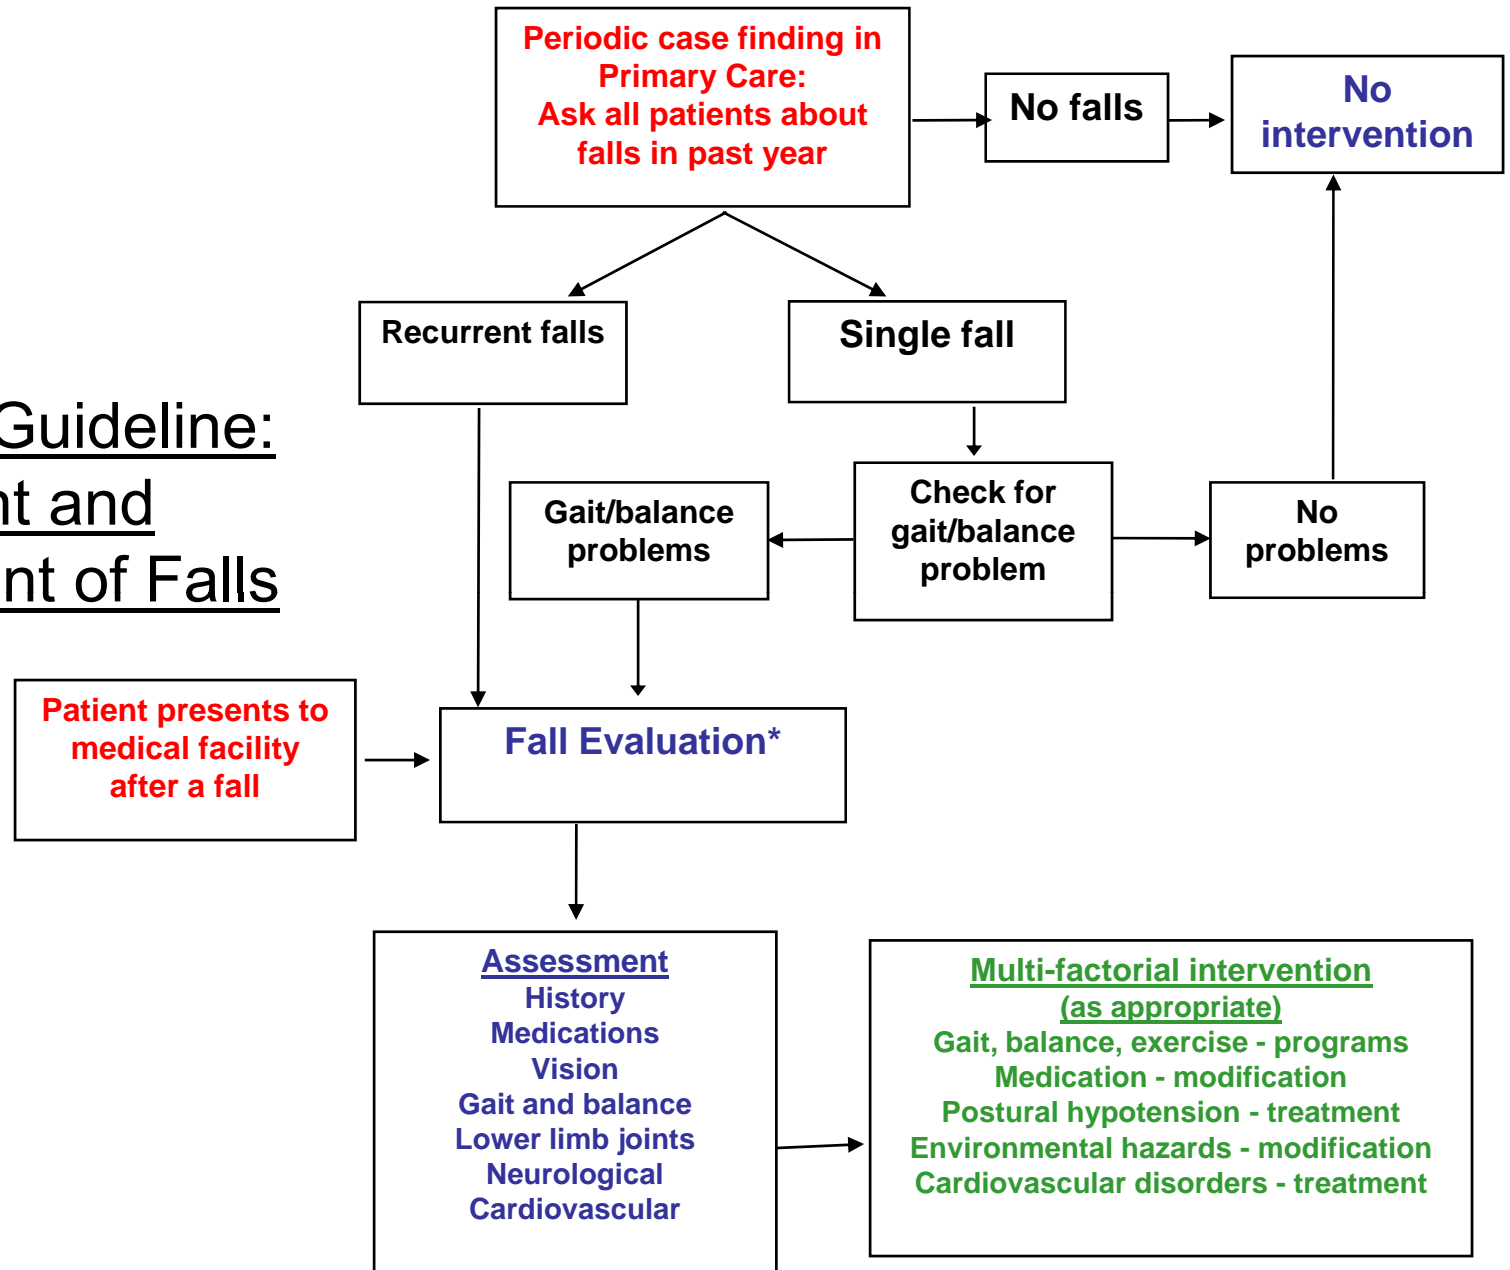 Periodic case finding in
Primary Care:
Ask all patients about
falls in past year
No falls
No
intervention
Recurrent falls
Single fall
Guideline:
nt and
nt of Falls
Gait/balance
problems
Check for
gait/balance
problem
No
problems
Patient presents to
medical facility
after a fall
Fall Evaluation*
Assessment
History
Medications
Vision
Gait and balance
Lower limb joints
Neurological
Cardiovascular
Multi-factorial intervention
(as appropriate)
Gait, balance, exercise - programs
Medication - modification
Postural hypotension - treatment
Environmental hazards - modification
Cardiovascular disorders - treatment